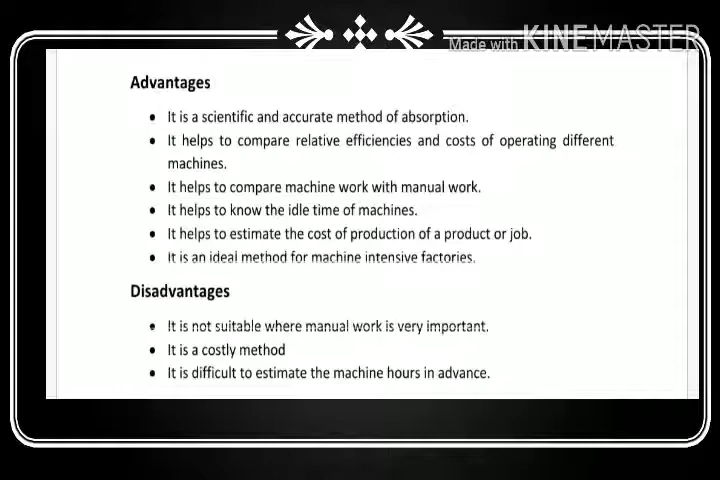 Made with KINEMASTER
Advantages
• It is a scientific and accurate method of absorption.
• It helps to compare relative efficiencies and costs of operating different
machines.
• It helps to compare machine work with manual work.
• It helps to know the idle time of machines.
• It helps to estimate the cost of production of a product or job.
• It is an ideal method for machine intensive factories.
Disadvantages
• It is not suitable where manual work is very important.
• It is a costly method
• It is difficult to estimate the machine hours in advance.